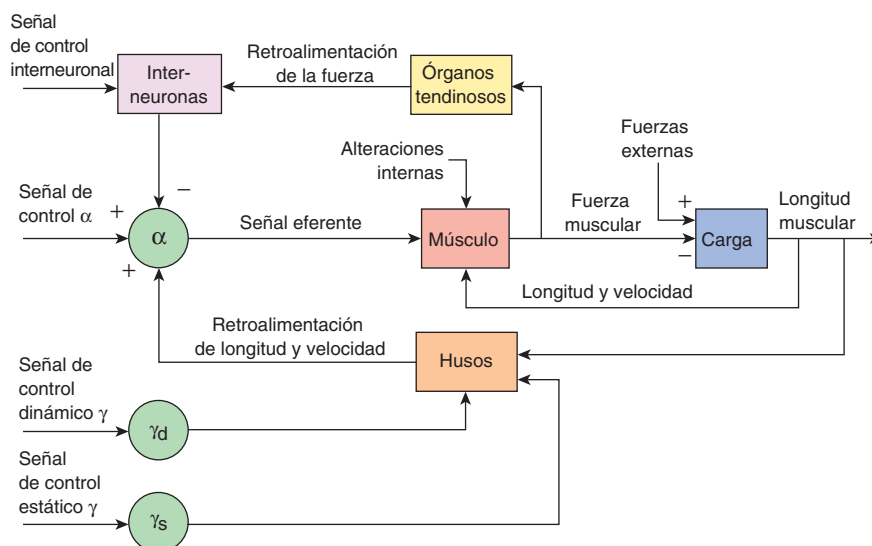 Señal
de control
interneuronal
Inter-
neuronas
Retroalimentación
de la fuerza
Órganos
tendinosos
Alteraciones
internas
Fuerzas
externas
Señal de
control α
+
−
+
α
Señal eferente
Músculo
Fuerza
muscular
+
−
Carga
Longitud
muscular
Longitud y velocidad
Retroalimentación
de longitud y velocidad
Husos
Señal de
control
dinámico γ
γd
Señal
de control
estático γ
γs